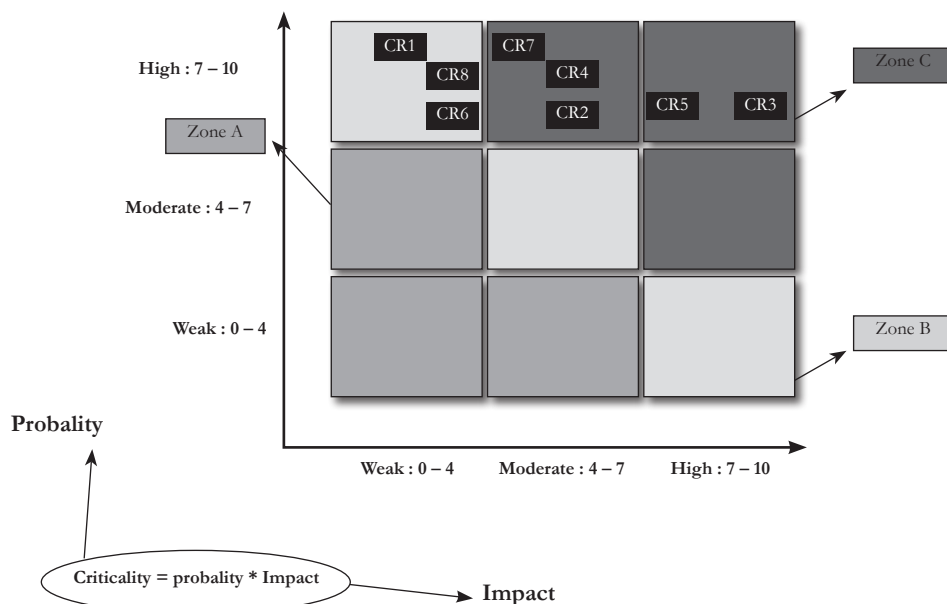 High : 7 – 10
CR1
CR7
CR8
CR4
CR6
CR2
CR5
CR3
Zone C
Zone A
Moderate : 4 – 7
Weak : 0 – 4
Zone B
Probality
Weak : 0 – 4
Moderate : 4 – 7
High : 7 – 10
Criticality = probality * Impact
Impact